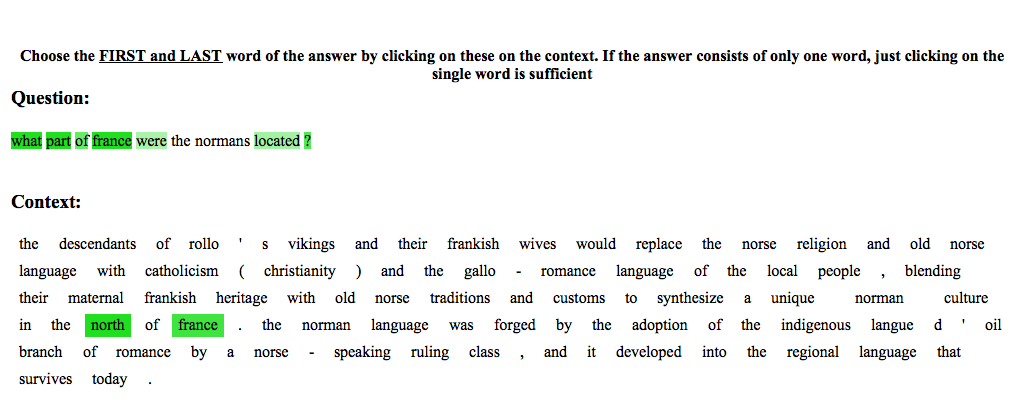 Choose the FIRST and LAST word of the answer by clicking on these on the context. If the answer consists of only one word, just clicking on the
single word is sufficient
Question:
what part of france were the normans located ?
Context:
the descendants of rollo ' s vikings and their frankish wives would replace the norse religion and old norse
language with catholicism ( christianity ) and the gallo - romance language of the local people , blending
their maternal frankish heritage with old norse traditions and customs to synthesize a unique norman culture
in the north of france . the norman language was forged by the adoption of the indigenous langue d ' oil
branch of romance by a norse - speaking ruling class , and it developed into the regional language that
survives today .